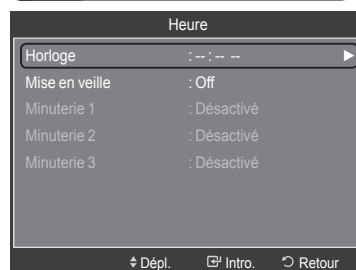 Heure
Horloge : -- : -- --
Mise en veille : Off
Minuterie 1 : Désactivé
Minuterie 2 : Désactivé
Minuterie 3 : Désactivé
Dépl. Intro. Retour